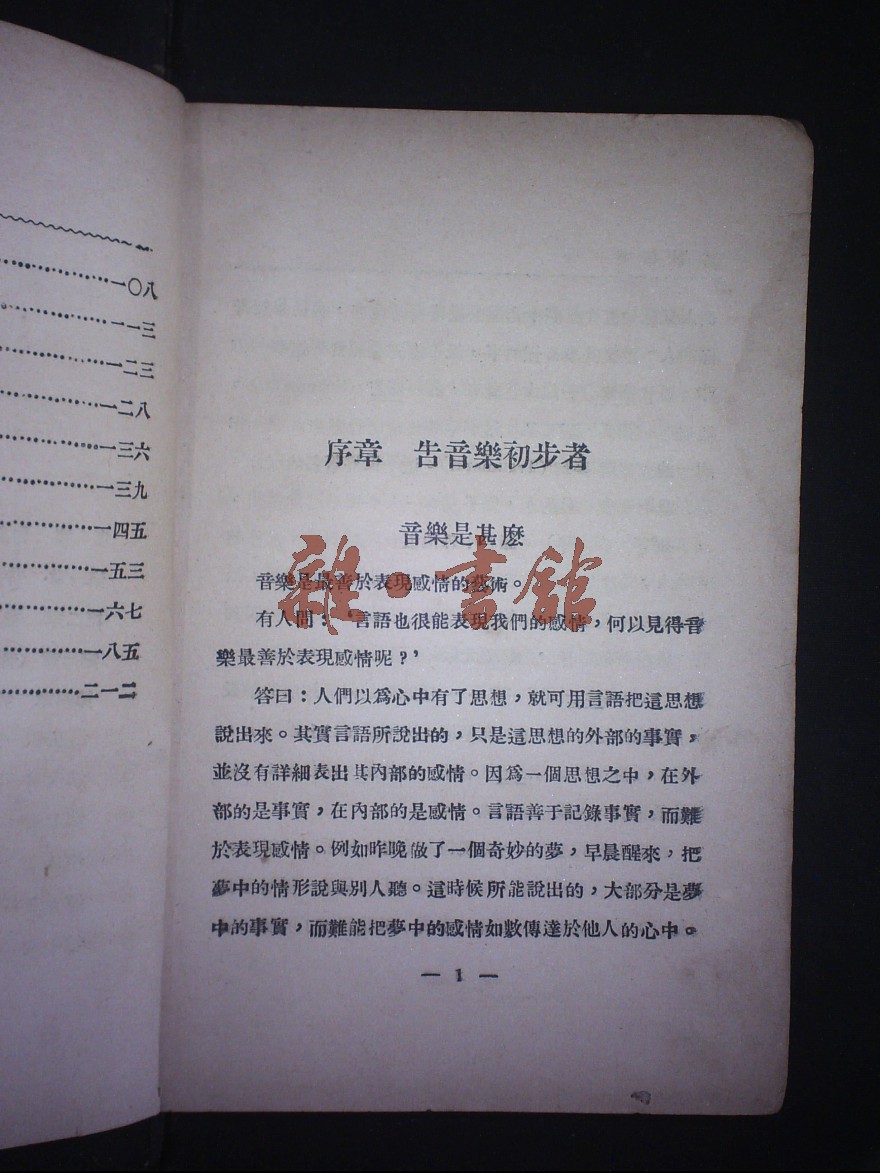 一〇八
一一三
一二三
一二八
一三六
一三九
一四五
一五三
一六七
一八五
二一二
序章　告音樂初步者
音樂是甚麽
音樂是最善於表現感情的藝術。
有人問：‘言語也很能表現我們的感情，何以見得音
樂最善於表現感情呢？’
答曰：人們以爲心中有了思想，就可用言語把這思想
說出來。其實言語所說出的，只是這思想的外部的事實，
並沒有詳細表出其內部的感情。因爲一個思想之中，在外
部的是事實，在內部的是感情。言語善于記錄事實，而難
於表現感情。例如昨晚做了一個奇妙的夢，早晨醒來，把
夢中的情形說與別人聽。這時候所能說出的，大部分是夢
中的事實，而難能把夢中的感情如數傳達於他人的心中。
— 1 —
雜·書館